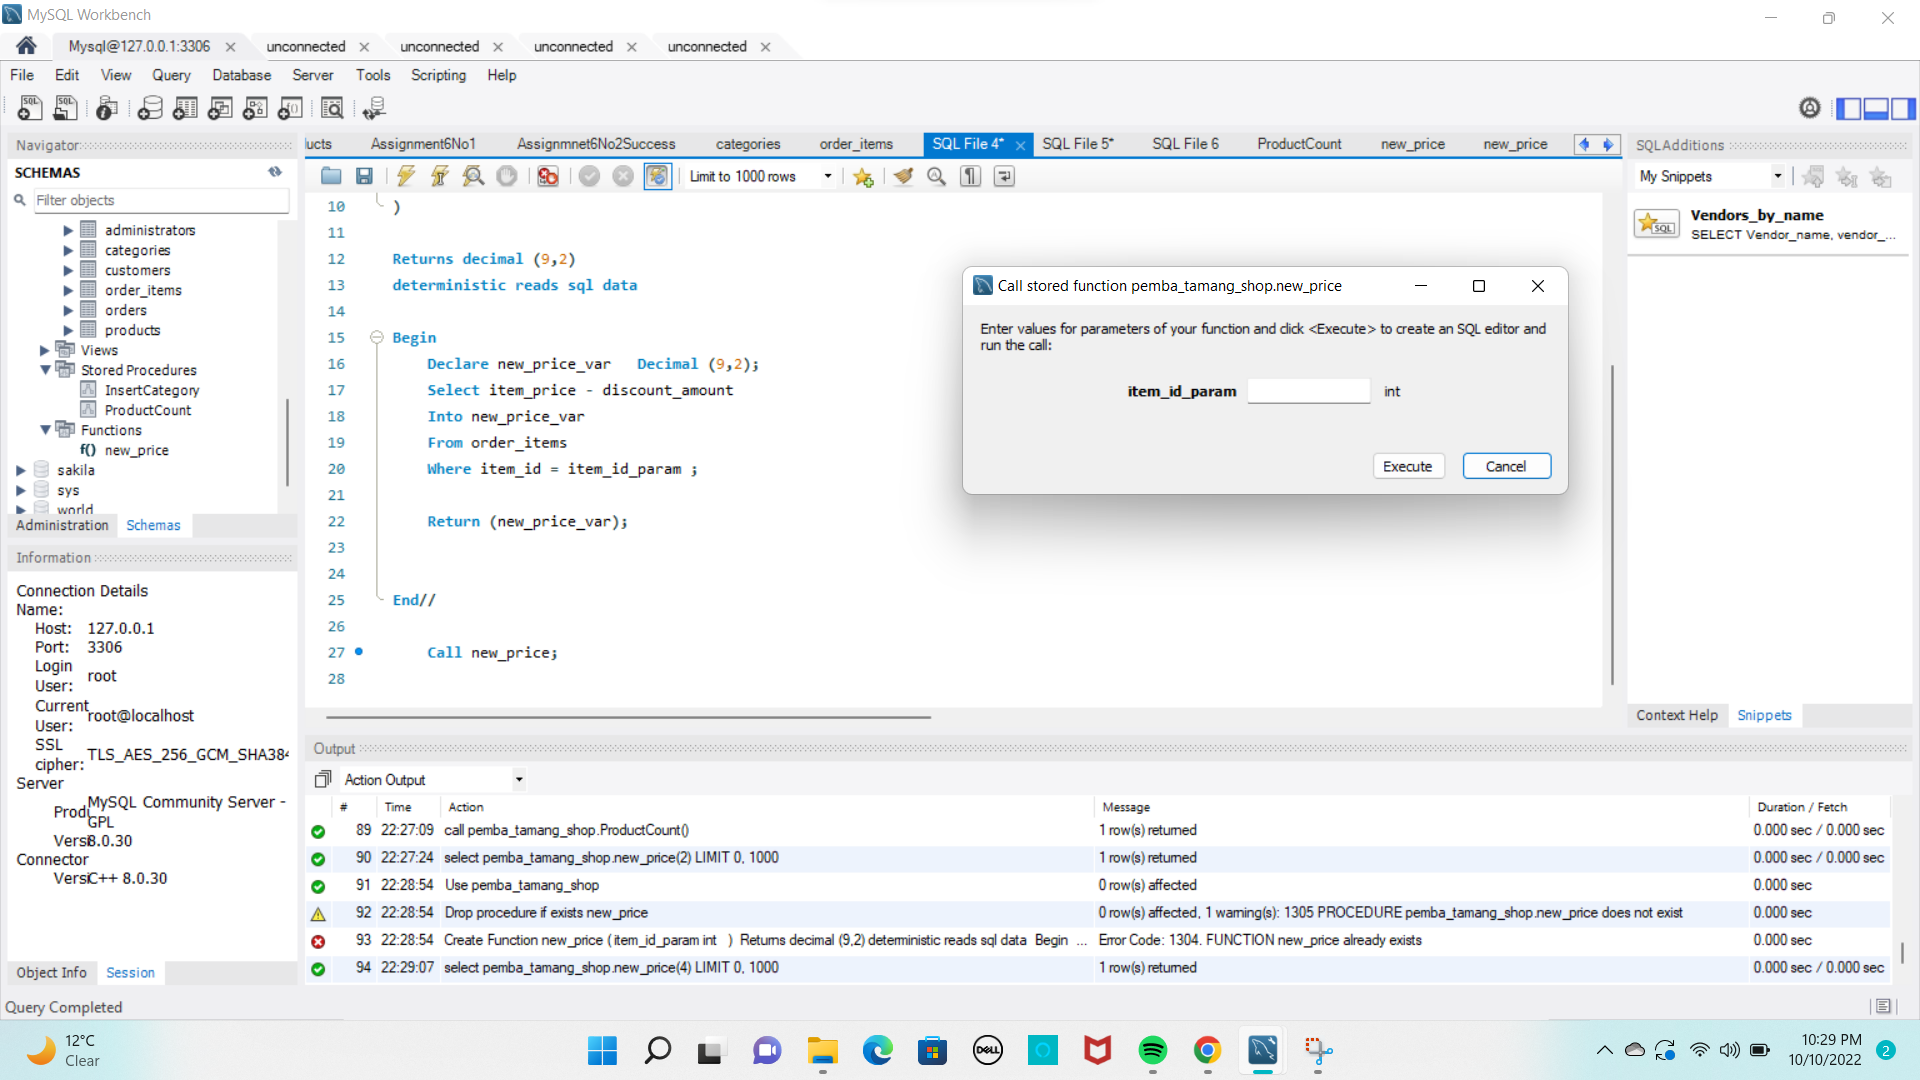 MySQL Workbench
Mysql@127.0.0.1:3306
unconnected
unconnected
unconnected
unconnected
File Edit View Query Database Server Tools Scripting Help
Navigator
SCHEMAS
Filter objects
administrators
categories
customers
order_items
orders
products
Views
Stored Procedures
InsertCategory
ProductCount
Functions
f() new_price
sakila
sys
world
Administration Schemas
Information
Connection Details
Name:
Host: 127.0.0.1
Port: 3306
Login User: root
Current User: root@localhost
SSL cipher: TLS_AES_256_GCM_SHA384
Server
Produ MySQL Community Server - GPL
Versi 8.0.30
Connector
Versi C++ 8.0.30
Object Info Session
Query Completed
ucts Assignment6No1 Assignmnet6No2Success categories order_items SQL File 4* SQL File 5* SQL File 6 ProductCount new_price new_price
Limit to 1000 rows
10 )
11
12 Returns decimal (9,2)
13 deterministic reads sql data
14
15 Begin
16 Declare new_price_var Decimal (9,2);
17 Select item_price - discount_amount
18 Into new_price_var
19 From order_items
20 Where item_id = item_id_param ;
21
22 Return (new_price_var);
23
24
25 End//
26
27 Call new_price;
28
Call stored function pemba_tamang_shop.new_price
Enter values for parameters of your function and click <Execute> to create an SQL editor and
run the call:
item_id_param int
Execute Cancel
SQLAdditions
My Snippets
Vendors_by_name
SELECT Vendor_name, vendor_...
SQL
Context Help Snippets
Output
Action Output
# Time Action Message Duration / Fetch
89 22:27:09 call pemba_tamang_shop.ProductCount() 1 row(s) returned 0.000 sec / 0.000 sec
90 22:27:24 select pemba_tamang_shop.new_price(2) LIMIT 0, 1000 1 row(s) returned 0.000 sec / 0.000 sec
91 22:28:54 Use pemba_tamang_shop 0 row(s) affected 0.000 sec
92 22:28:54 Drop procedure if exists new_price 0 row(s) affected, 1 warning(s): 1305 PROCEDURE pemba_tamang_shop.new_price does not exist 0.000 sec
93 22:28:54 Create Function new_price ( item_id_param int ) Returns decimal (9,2) deterministic reads sql data Begin ... Error Code: 1304. FUNCTION new_price already exists 0.000 sec
94 22:29:07 select pemba_tamang_shop.new_price(4) LIMIT 0, 1000 1 row(s) returned 0.000 sec / 0.000 sec
12°C
Clear
DELL
10:29 PM
10/10/2022
2